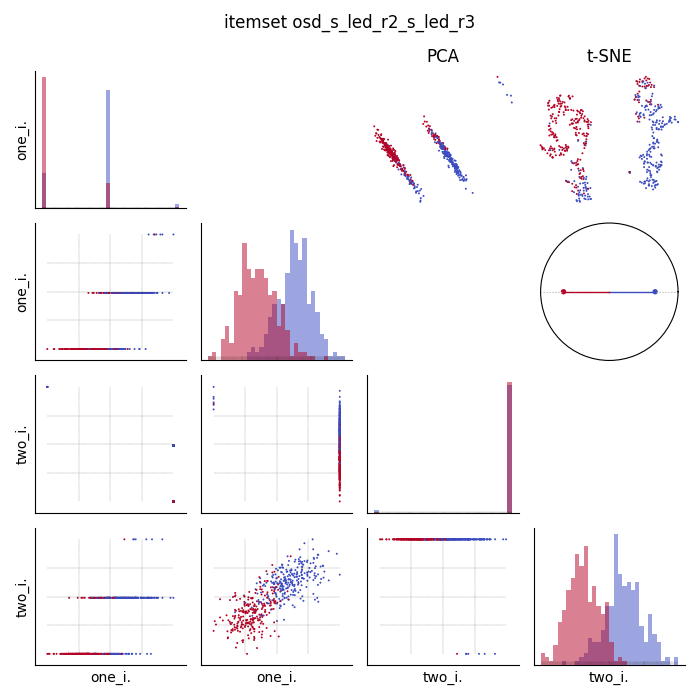 itemset osd_s_led_r2_s_led_r3
PCA
t-SNE
one_i.
one_i.
two_i.
two_i.
one_i.
one_i.
two_i.
two_i.